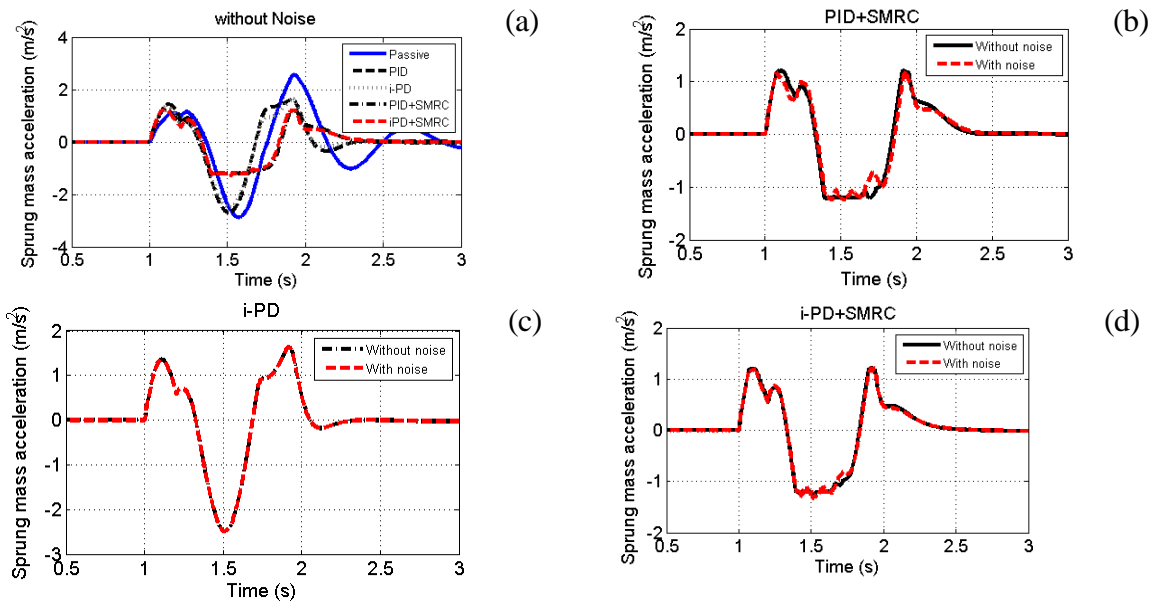 without Noise
(a)
Sprung mass acceleration (m/s²)
4
2
0
-2
-4
Passive
PID
i-PD
PID+SMRC
iPD+SMRC
0.5 1 1.5 2 2.5 3
Time (s)
PID+SMRC
(b)
Sprung mass acceleration (m/s²)
2
1
0
-1
-2
Without noise
With noise
0.5 1 1.5 2 2.5 3
Time (s)
i-PD
(c)
Sprung mass acceleration (m/s²)
2
1
0
-1
-2
-3
Without noise
With noise
0.5 1 1.5 2 2.5 3
Time (s)
i-PD+SMRC
(d)
Sprung mass acceleration (m/s²)
2
1
0
-1
-2
Without noise
With noise
0.5 1 1.5 2 2.5 3
Time (s)